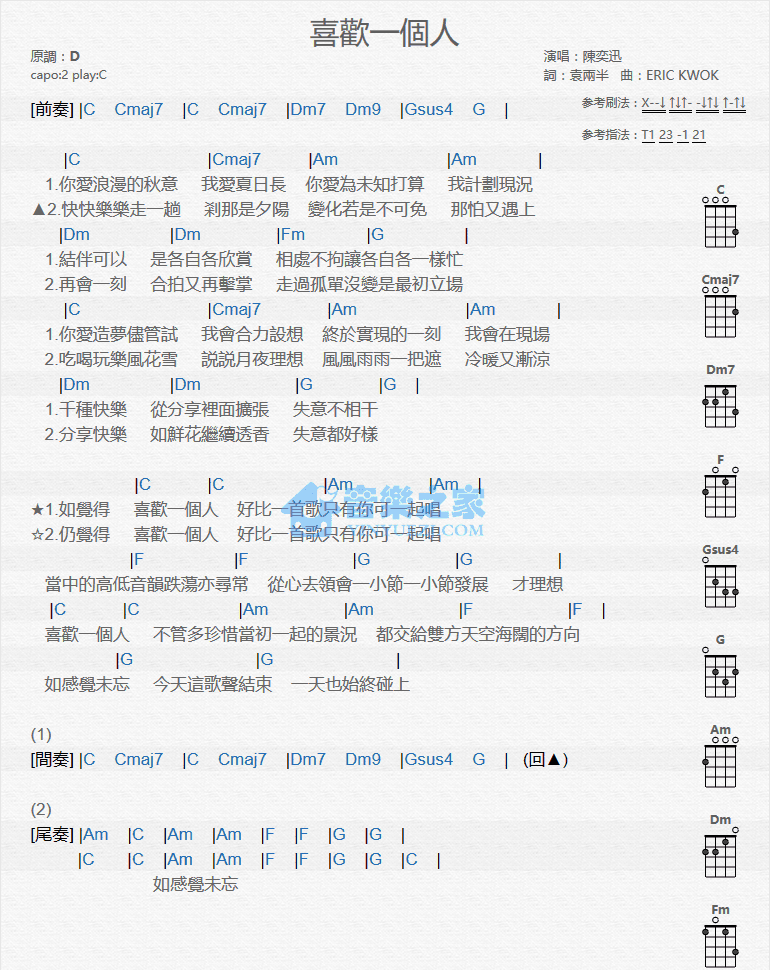 喜歡一個人
原調：D
capo:2 play:C
演唱：陳奕迅
詞：袁兩半 曲：ERIC KWOK
参考刷法：X--↓ ↑↓↑- -↓↑↓ ↑-↑↓
参考指法：T1 23 -1 21
[前奏] |C Cmaj7 |C Cmaj7 |Dm7 Dm9 |Gsus4 G |
|C |Cmaj7 |Am |Am |
1.你愛浪漫的秋意 我愛夏日長 你愛為未知打算 我計劃現況
▲2.快快樂樂走一趟 剎那是夕陽 變化若是不可免 那怕又遇上
|Dm |Dm |Fm |G |
1.結伴可以 是各自各欣賞 相處不拘讓各自各一樣忙
2.再會一刻 合拍又再擊掌 走過孤單沒變是最初立場
|C |Cmaj7 |Am |Am |
1.你愛造夢儘管試 我會合力設想 終於實現的一刻 我會在現場
2.吃喝玩樂風花雪 説説月夜理想 風風雨雨一把遮 冷暖又漸涼
|Dm |Dm |G |G |
1.千種快樂 從分享裡面擴張 失意不相干
2.分享快樂 如鮮花繼續透香 失意都好樣
|C |C |Am |Am |
★1.如覺得 喜歡一個人 好比一首歌只有你可一起唱
☆2.仍覺得 喜歡一個人 好比一首歌只有你可一起唱
音樂之家
YINYUEZJ.COM
|F |F |G |G |
當中的高低音韻跌蕩亦尋常 從心去領會一小節一小節發展 才理想
|C |C |Am |Am |F |F |
喜歡一個人 不管多珍惜當初一起的景況 都交給雙方天空海闊的方向
|G |G |
如感覺未忘 今天這歌聲結束 一天也始終碰上
(1)
[間奏] |C Cmaj7 |C Cmaj7 |Dm7 Dm9 |Gsus4 G | (回▲)
(2)
[尾奏] |Am |C |Am |Am |F |F |G |G |
|C |C |Am |Am |F |F |G |G |C |
如感覺未忘
C
Cmaj7
Dm7
F
Gsus4
G
Am
Dm
Fm